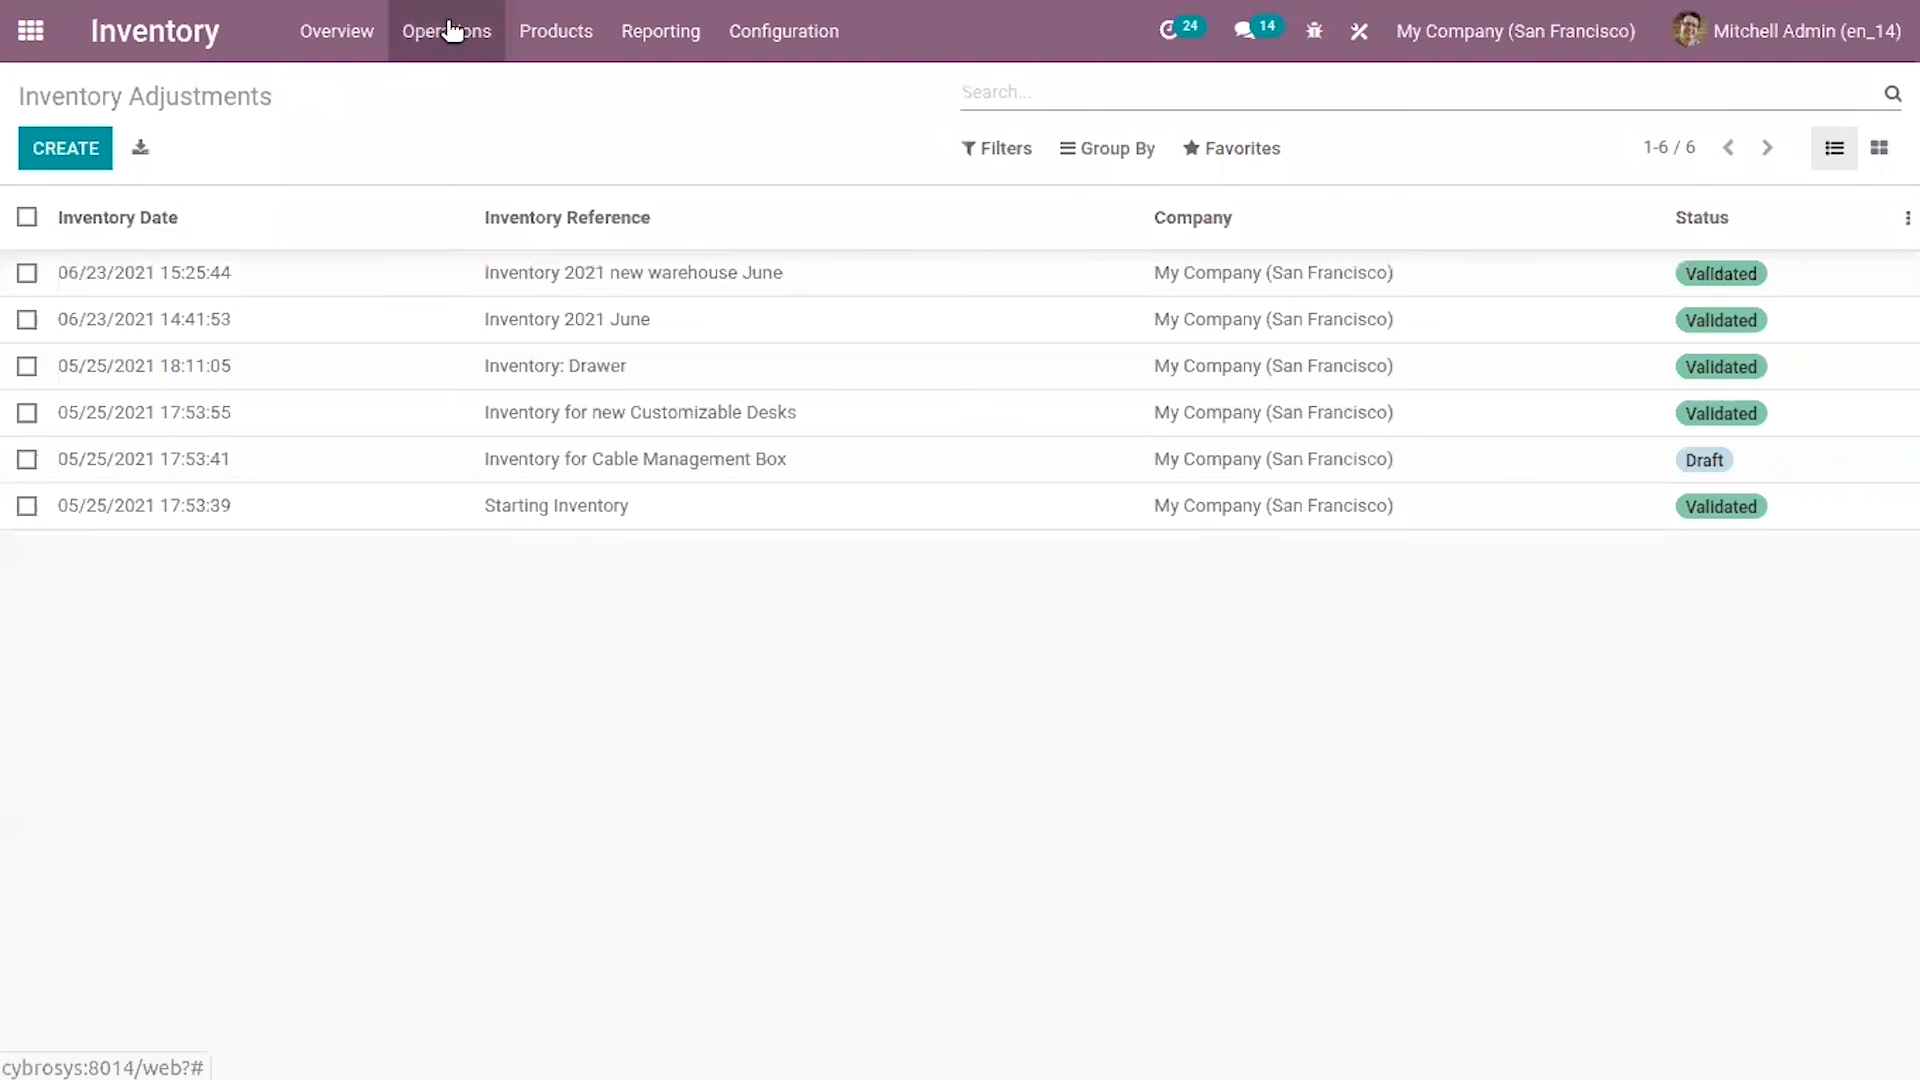 Inventory Overview Operations Products Reporting Configuration 24 14 My Company (San Francisco) Mitchell Admin (en_14)
Inventory Adjustments Search...
CREATE Filters Group By Favorites 1-6 / 6
Inventory Date Inventory Reference Company Status
06/23/2021 15:25:44 Inventory 2021 new warehouse June My Company (San Francisco) Validated
06/23/2021 14:41:53 Inventory 2021 June My Company (San Francisco) Validated
05/25/2021 18:11:05 Inventory: Drawer My Company (San Francisco) Validated
05/25/2021 17:53:55 Inventory for new Customizable Desks My Company (San Francisco) Validated
05/25/2021 17:53:41 Inventory for Cable Management Box My Company (San Francisco) Draft
05/25/2021 17:53:39 Starting Inventory My Company (San Francisco) Validated
cybrosys:8014/web?#